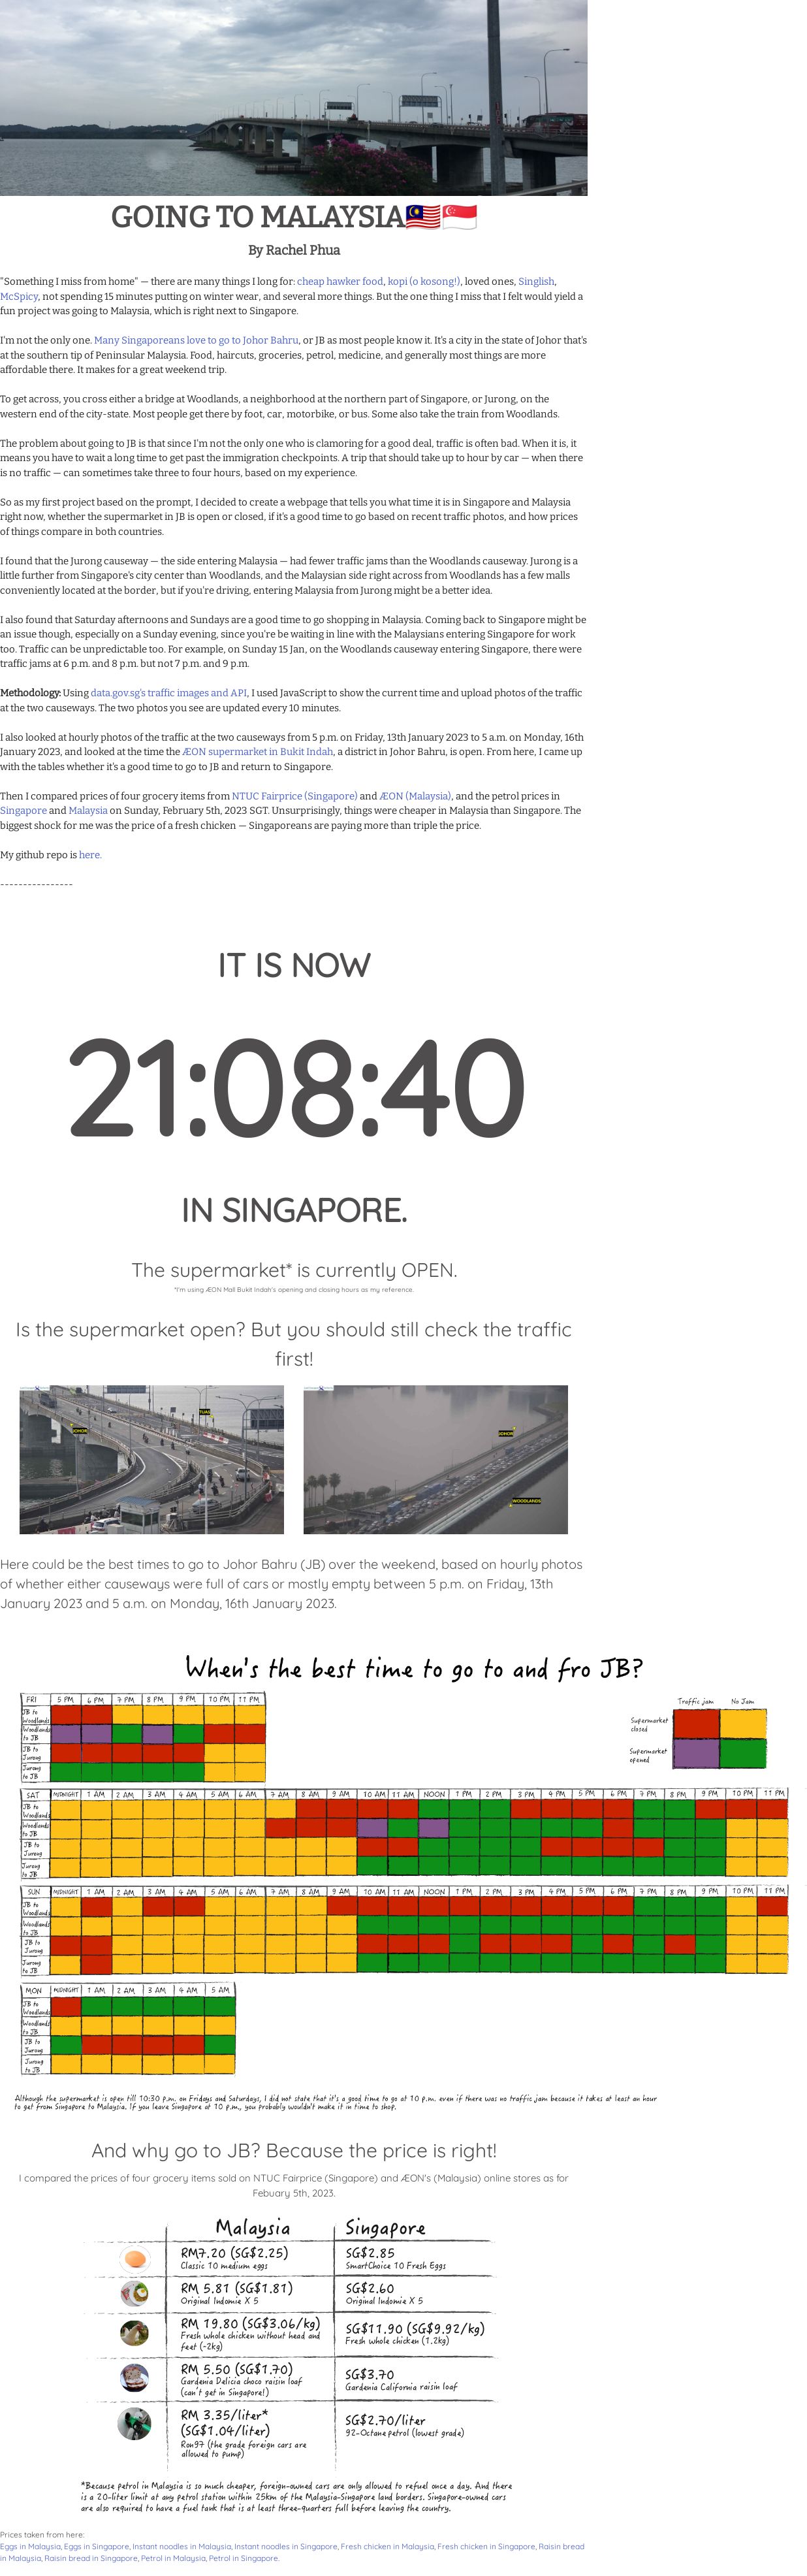 GOING TO MALAYSIA🇲🇾🇸🇬
By Rachel Phua
"Something I miss from home" — there are many things I long for: cheap hawker food, kopi (o kosong!), loved ones, Singlish,
McSpicy, not spending 15 minutes putting on winter wear, and several more things. But the one thing I miss that I felt would yield a
fun project was going to Malaysia, which is right next to Singapore.
I'm not the only one. Many Singaporeans love to go to Johor Bahru, or JB as most people know it. It's a city in the state of Johor that's
at the southern tip of Peninsular Malaysia. Food, haircuts, groceries, petrol, medicine, and generally most things are more
affordable there. It makes for a great weekend trip.
To get across, you cross either a bridge at Woodlands, a neighborhood at the northern part of Singapore, or Jurong, on the
western end of the city-state. Most people get there by foot, car, motorbike, or bus. Some also take the train from Woodlands.
The problem about going to JB is that since I'm not the only one who is clamoring for a good deal, traffic is often bad. When it is, it
means you have to wait a long time to get past the immigration checkpoints. A trip that should take up to hour by car — when there
is no traffic — can sometimes take three to four hours, based on my experience.
So as my first project based on the prompt, I decided to create a webpage that tells you what time it is in Singapore and Malaysia
right now, whether the supermarket in JB is open or closed, if it's a good time to go based on recent traffic photos, and how prices
of things compare in both countries.
I found that the Jurong causeway — the side entering Malaysia — had fewer traffic jams than the Woodlands causeway. Jurong is a
little further from Singapore's city center than Woodlands, and the Malaysian side right across from Woodlands has a few malls
conveniently located at the border, but if you're driving, entering Malaysia from Jurong might be a better idea.
I also found that Saturday afternoons and Sundays are a good time to go shopping in Malaysia. Coming back to Singapore might be
an issue though, especially on a Sunday evening, since you're be waiting in line with the Malaysians entering Singapore for work
too. Traffic can be unpredictable too. For example, on Sunday 15 Jan, on the Woodlands causeway entering Singapore, there were
traffic jams at 6 p.m. and 8 p.m. but not 7 p.m. and 9 p.m.
Methodology: Using data.gov.sg's traffic images and API, I used JavaScript to show the current time and upload photos of the traffic
at the two causeways. The two photos you see are updated every 10 minutes.
I also looked at hourly photos of the traffic at the two causeways from 5 p.m. on Friday, 13th January 2023 to 5 a.m. on Monday, 16th
January 2023, and looked at the time the ÆON supermarket in Bukit Indah, a district in Johor Bahru, is open. From here, I came up
with the tables whether it's a good time to go to JB and return to Singapore.
Then I compared prices of four grocery items from NTUC Fairprice (Singapore) and ÆON (Malaysia), and the petrol prices in
Singapore and Malaysia on Sunday, February 5th, 2023 SGT. Unsurprisingly, things were cheaper in Malaysia than Singapore. The
biggest shock for me was the price of a fresh chicken — Singaporeans are paying more than triple the price.
My github repo is here.
----------------
IT IS NOW
21:08:40
IN SINGAPORE.
The supermarket* is currently OPEN.
*I'm using ÆON Mall Bukit Indah's opening and closing hours as my reference.
Is the supermarket open? But you should still check the traffic
first!
JOHOR
TUAS
JOHOR
WOODLANDS
Here could be the best times to go to Johor Bahru (JB) over the weekend, based on hourly photos
of whether either causeways were full of cars or mostly empty between 5 p.m. on Friday, 13th
January 2023 and 5 a.m. on Monday, 16th January 2023.
When's the best time to go to and fro JB?
Traffic jam No Jam
Supermarket closed
Supermarket opened
FRI 5 PM 6 PM 7 PM 8 PM 9 PM 10 PM 11 PM
JB to Woodlands
Woodlands to JB
JB to Jurong
Jurong to JB
SAT MIDNIGHT 1 AM 2 AM 3 AM 4 AM 5 AM 6 AM 7 AM 8 AM 9 AM 10 AM 11 AM NOON 1 PM 2 PM 3 PM 4 PM 5 PM 6 PM 7 PM 8 PM 9 PM 10 PM 11 PM
JB to Woodlands
Woodlands to JB
JB to Jurong
Jurong to JB
SUN MIDNIGHT 1 AM 2 AM 3 AM 4 AM 5 AM 6 AM 7 AM 8 AM 9 AM 10 AM 11 AM NOON 1 PM 2 PM 3 PM 4 PM 5 PM 6 PM 7 PM 8 PM 9 PM 10 PM 11 PM
JB to Woodlands
Woodlands to JB
JB to Jurong
Jurong to JB
MON MIDNIGHT 1 AM 2 AM 3 AM 4 AM 5 AM
JB to Woodlands
Woodlands to JB
JB to Jurong
Jurong to JB
Although the supermarket is open till 10:30 p.m. on Fridays and Saturdays, I did not state that it's a good time to go at 10 p.m. even if there was no traffic jam because it takes at least an hour
to get from Singapore to Malaysia. If you leave Singapore at 10 p.m., you probably wouldn't make it in time to shop.
And why go to JB? Because the price is right!
I compared the prices of four grocery items sold on NTUC Fairprice (Singapore) and ÆON's (Malaysia) online stores as for
Febuary 5th, 2023.
Malaysia Singapore
RM7.20 (SG$2.25) SG$2.85
Classic 10 medium eggs SmartChoice 10 Fresh Eggs
RM 5.81 (SG$1.81) SG$2.60
Original Indomie X 5 Original Indomie X 5
RM 19.80 (SG$3.06/kg) SG$11.90 (SG$9.92/kg)
Fresh whole chicken without head and feet (~2kg) Fresh whole chicken (1.2kg)
RM 5.50 (SG$1.70) SG$3.70
Gardenia Delicia choco raisin loaf (can't get in Singapore!) Gardenia California raisin loaf
RM 3.35/liter* (SG$1.04/liter) SG$2.70/liter
Ron97 (the grade foreign cars are allowed to pump) 92-Octane petrol (lowest grade)
*Because petrol in Malaysia is so much cheaper, foreign-owned cars are only allowed to refuel once a day. And there
is a 20-liter limit at any petrol station within 25km of the Malaysia-Singapore land borders. Singapore-owned cars
are also required to have a fuel tank that is at least three-quarters full before leaving the country.
Prices taken from here:
Eggs in Malaysia, Eggs in Singapore, Instant noodles in Malaysia, Instant noodles in Singapore, Fresh chicken in Malaysia, Fresh chicken in Singapore, Raisin bread
in Malaysia, Raisin bread in Singapore, Petrol in Malaysia, Petrol in Singapore.